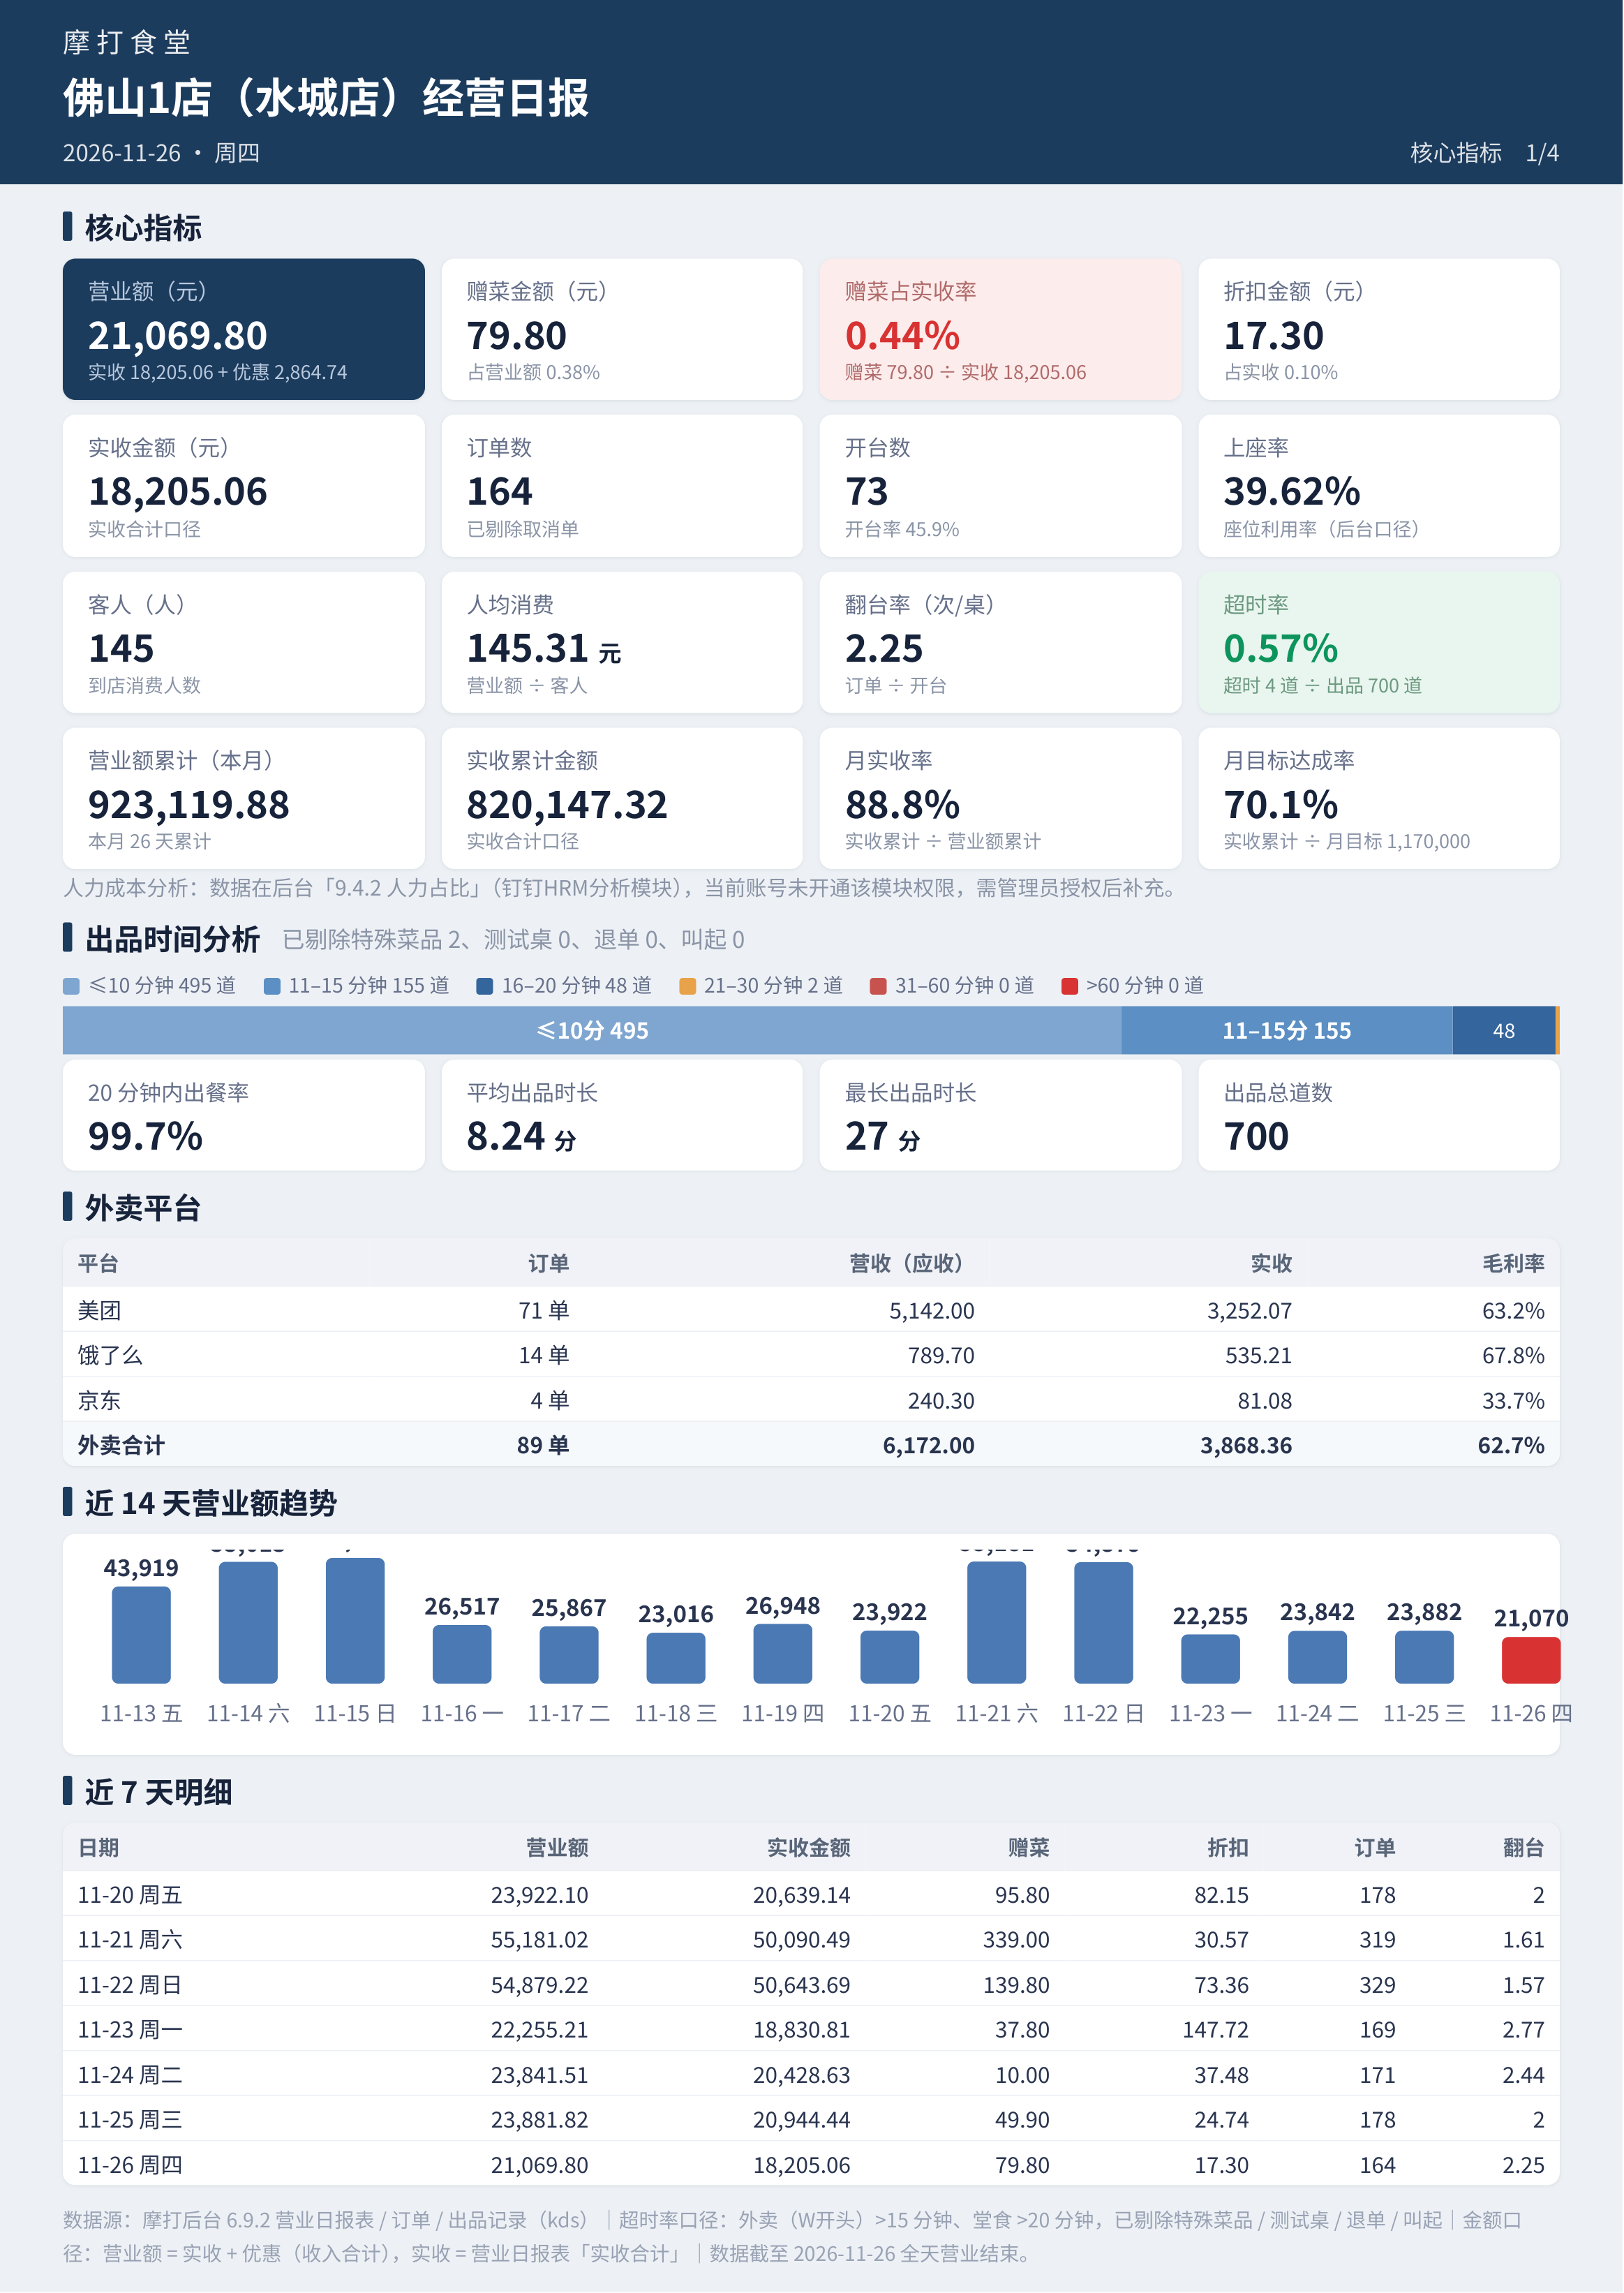 摩打食堂
佛山1店（水城店）经营日报
2026-11-26 · 周四
核心指标 1/4
核心指标
营业额（元） 赠菜金额（元） 赠菜占实收率 折扣金额（元）
21,069.80 79.80 0.44% 17.30
实收 18,205.06 + 优惠 2,864.74 占营业额 0.38% 赠菜 79.80 ÷ 实收 18,205.06 占实收 0.10%
实收金额（元） 订单数 开台数 上座率
18,205.06 164 73 39.62%
实收合计口径 已剔除取消单 开台率 45.9% 座位利用率（后台口径）
客人（人） 人均消费 翻台率（次/桌） 超时率
145 145.31 元 2.25 0.57%
到店消费人数 营业额 ÷ 客人 订单 ÷ 开台 超时 4 道 ÷ 出品 700 道
营业额累计（本月） 实收累计金额 月实收率 月目标达成率
923,119.88 820,147.32 88.8% 70.1%
本月 26 天累计 实收合计口径 实收累计 ÷ 营业额累计 实收累计 ÷ 月目标 1,170,000
人力成本分析：数据在后台「9.4.2 人力占比」（钉钉HRM分析模块），当前账号未开通该模块权限，需管理员授权后补充。
出品时间分析 已剔除特殊菜品 2、测试桌 0、退单 0、叫起 0
≤10 分钟 495 道 11–15 分钟 155 道 16–20 分钟 48 道 21–30 分钟 2 道 31–60 分钟 0 道 >60 分钟 0 道
≤10分 495 11–15分 155 48
20 分钟内出餐率 平均出品时长 最长出品时长 出品总道数
99.7% 8.24 分 27 分 700
外卖平台
平台 订单 营收（应收） 实收 毛利率
美团 71 单 5,142.00 3,252.07 63.2%
饿了么 14 单 789.70 535.21 67.8%
京东 4 单 240.30 81.08 33.7%
外卖合计 89 单 6,172.00 3,868.36 62.7%
近 14 天营业额趋势
43,919 26,517 25,867 23,016 26,948 23,922 22,255 23,842 23,882 21,070
11-13 五 11-14 六 11-15 日 11-16 一 11-17 二 11-18 三 11-19 四 11-20 五 11-21 六 11-22 日 11-23 一 11-24 二 11-25 三 11-26 四
近 7 天明细
日期 营业额 实收金额 赠菜 折扣 订单 翻台
11-20 周五 23,922.10 20,639.14 95.80 82.15 178 2
11-21 周六 55,181.02 50,090.49 339.00 30.57 319 1.61
11-22 周日 54,879.22 50,643.69 139.80 73.36 329 1.57
11-23 周一 22,255.21 18,830.81 37.80 147.72 169 2.77
11-24 周二 23,841.51 20,428.63 10.00 37.48 171 2.44
11-25 周三 23,881.82 20,944.44 49.90 24.74 178 2
11-26 周四 21,069.80 18,205.06 79.80 17.30 164 2.25
数据源：摩打后台 6.9.2 营业日报表 / 订单 / 出品记录（kds）｜超时率口径：外卖（W开头）>15 分钟、堂食 >20 分钟，已剔除特殊菜品 / 测试桌 / 退单 / 叫起｜金额口
径：营业额 = 实收 + 优惠（收入合计），实收 = 营业日报表「实收合计」｜数据截至 2026-11-26 全天营业结束。